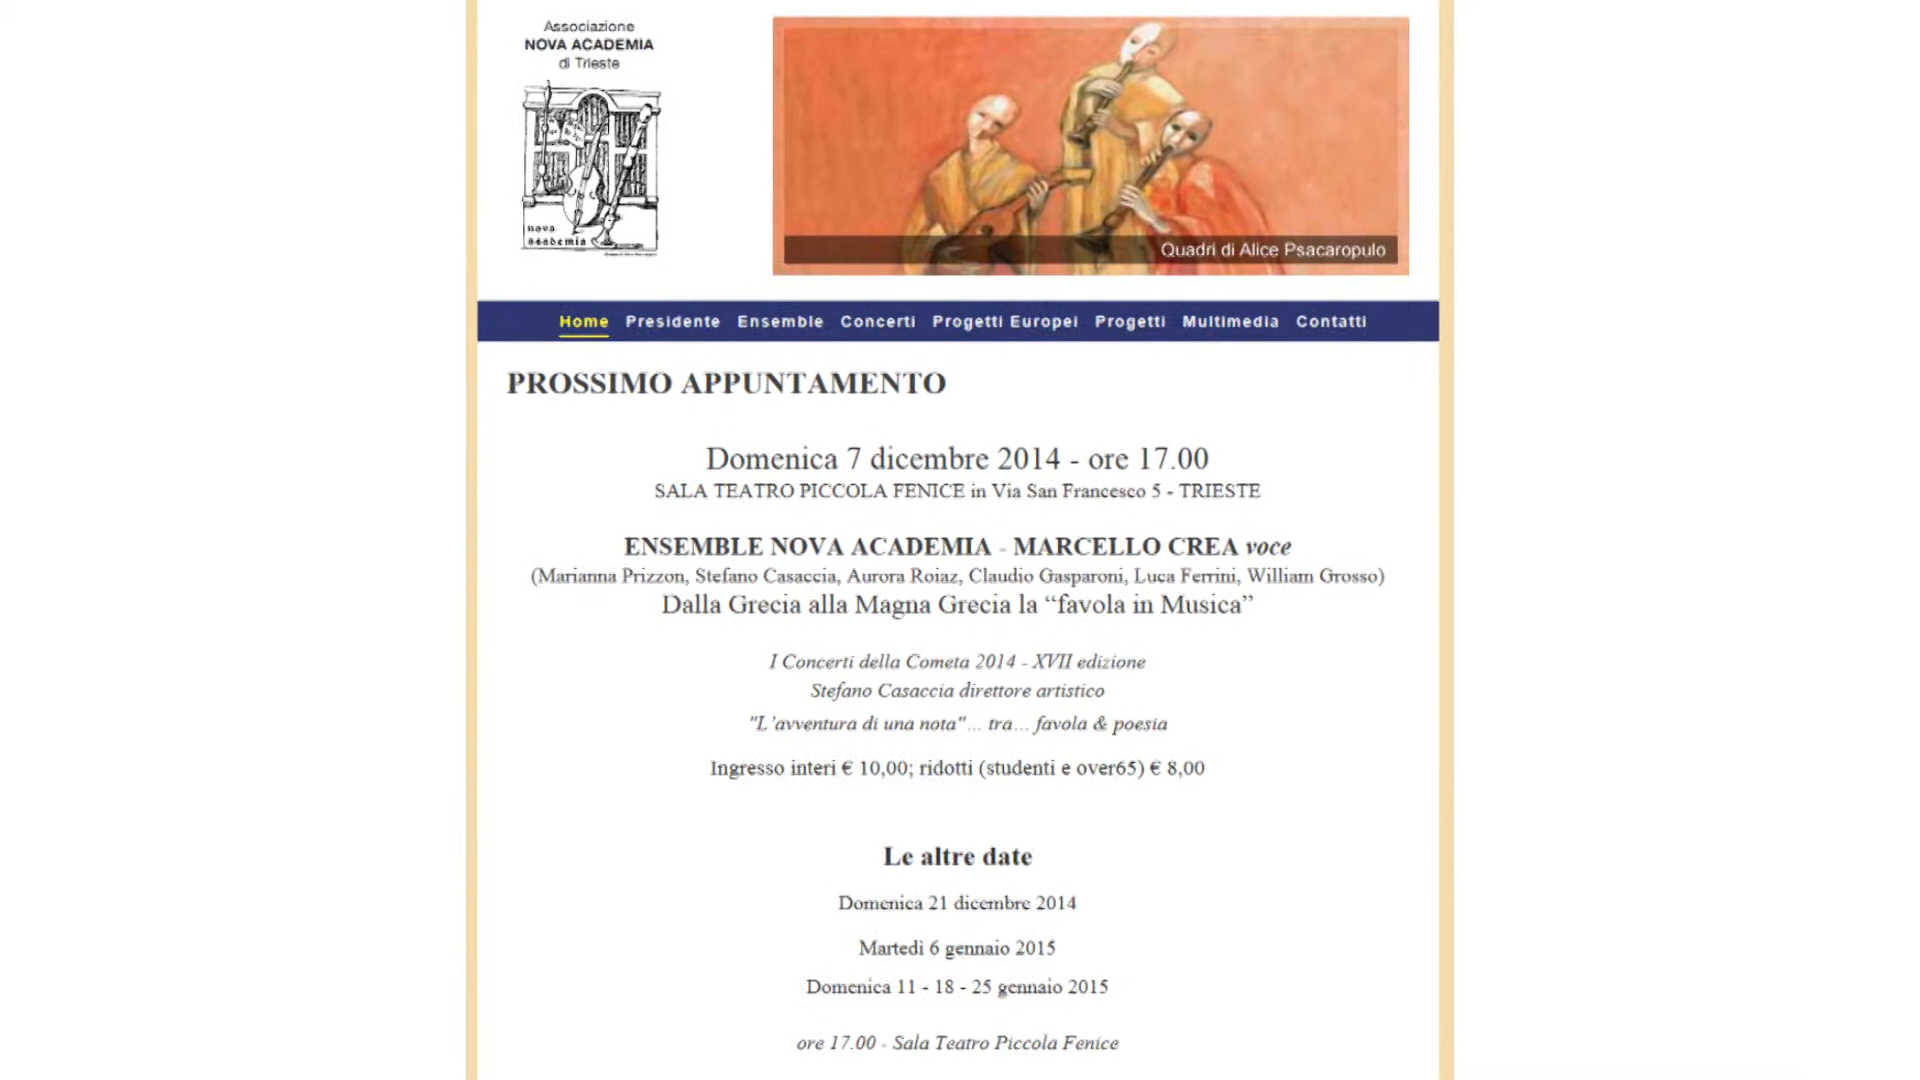 Associazione
NOVA ACADEMIA
di Trieste
nova
academia
Quadri di Alice Psacaropulo
Home Presidente Ensemble Concerti Progetti Europei Progetti Multimedia Contatti
PROSSIMO APPUNTAMENTO
Domenica 7 dicembre 2014 - ore 17.00
SALA TEATRO PICCOLA FENICE in Via San Francesco 5 - TRIESTE
ENSEMBLE NOVA ACADEMIA - MARCELLO CREA voce
(Marianna Prizzon, Stefano Casaccia, Aurora Roiaz, Claudio Gasparoni, Luca Ferrini, William Grosso)
Dalla Grecia alla Magna Grecia la “favola in Musica”
I Concerti della Cometa 2014 - XVII edizione
Stefano Casaccia direttore artistico
"L'avventura di una nota"... tra... favola & poesia
Ingresso interi € 10,00; ridotti (studenti e over65) € 8,00
Le altre date
Domenica 21 dicembre 2014
Martedì 6 gennaio 2015
Domenica 11 - 18 - 25 gennaio 2015
ore 17.00 - Sala Teatro Piccola Fenice